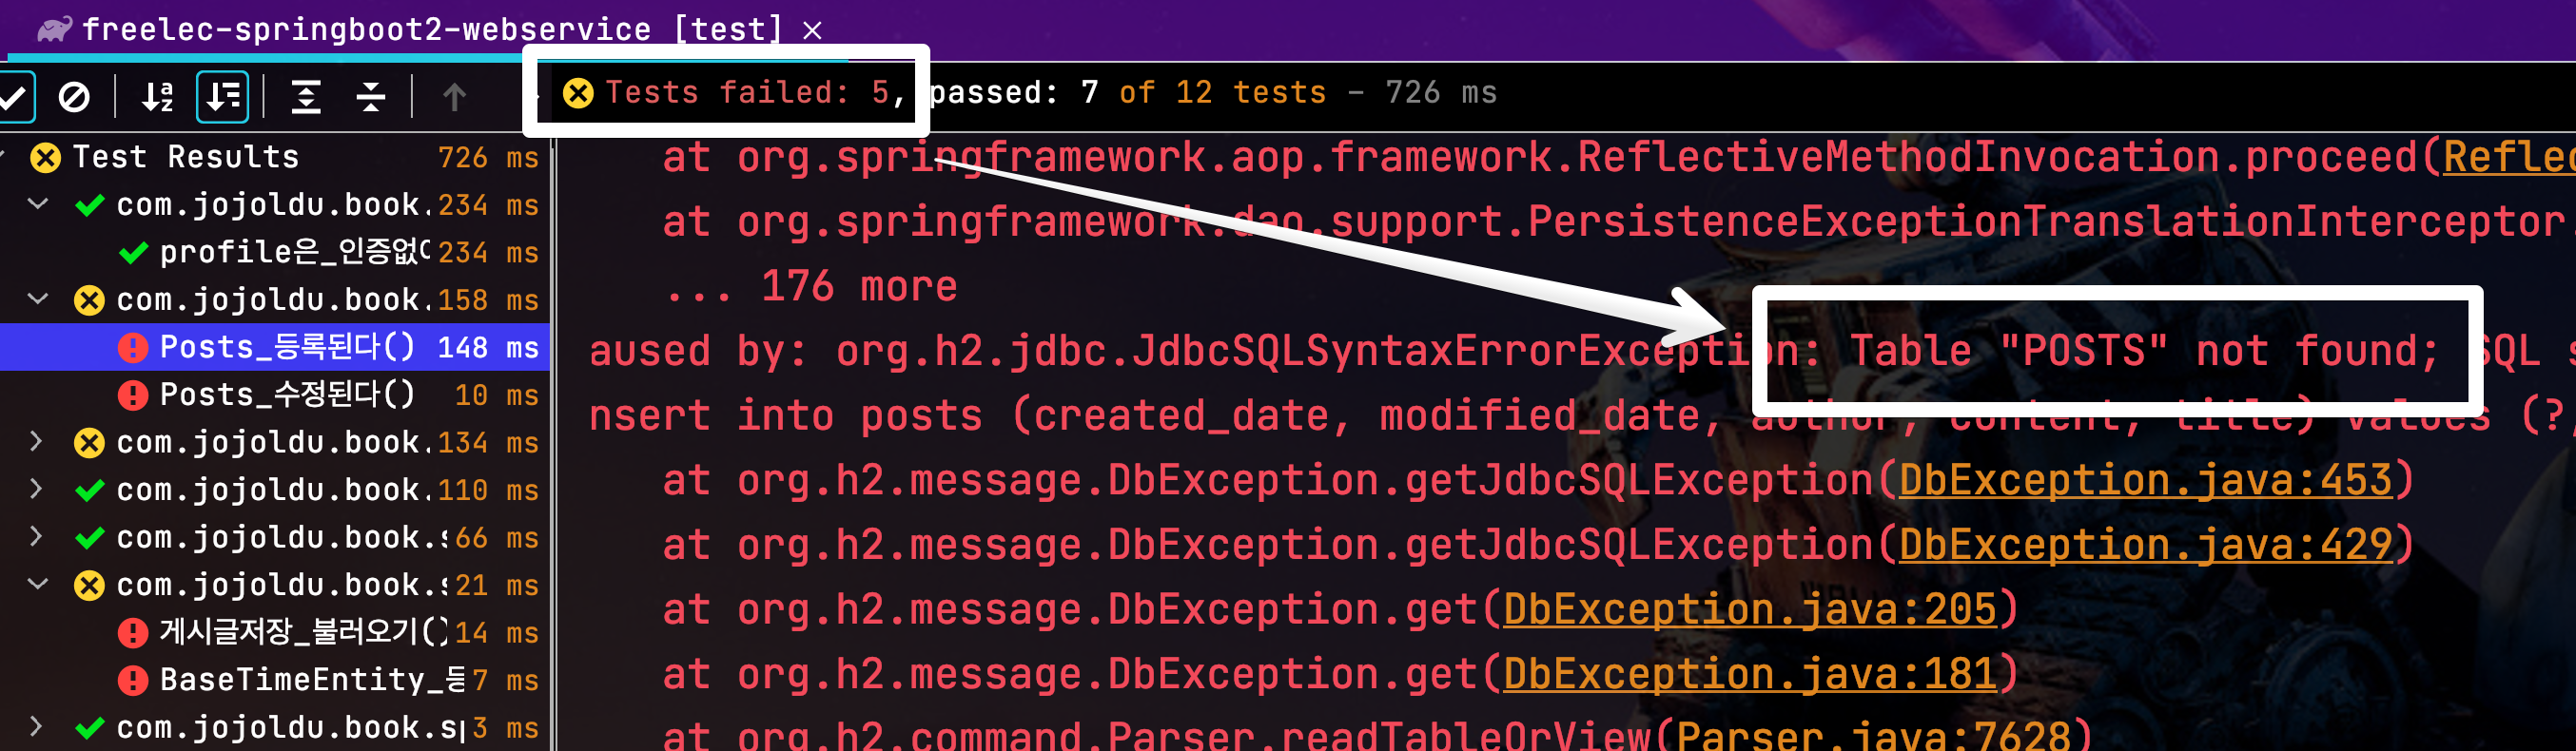 freelec-springboot2-webservice [test] ×
Tests failed: 5, passed: 7 of 12 tests – 726 ms
Test Results 726 ms
com.jojoldu.book. 234 ms
profile은_인증없이 234 ms
com.jojoldu.book. 158 ms
Posts_등록된다() 148 ms
Posts_수정된다() 10 ms
com.jojoldu.book. 134 ms
com.jojoldu.book. 110 ms
com.jojoldu.book.s 66 ms
com.jojoldu.book.s 21 ms
게시글저장_불러오기() 14 ms
BaseTimeEntity_등 7 ms
com.jojoldu.book.sp 3 ms
at org.springframework.aop.framework.ReflectiveMethodInvocation.proceed(Reflec
at org.springframework.dao.support.PersistenceExceptionTranslationInterceptor.
... 176 more
aused by: org.h2.jdbc.JdbcSQLSyntaxErrorException: Table "POSTS" not found; SQL s
nsert into posts (created_date, modified_date, author, content, title) values (?,
at org.h2.message.DbException.getJdbcSQLException(DbException.java:453)
at org.h2.message.DbException.getJdbcSQLException(DbException.java:429)
at org.h2.message.DbException.get(DbException.java:205)
at org.h2.message.DbException.get(DbException.java:181)
at org.h2.command.Parser.readTableOrView(Parser.java:7628)